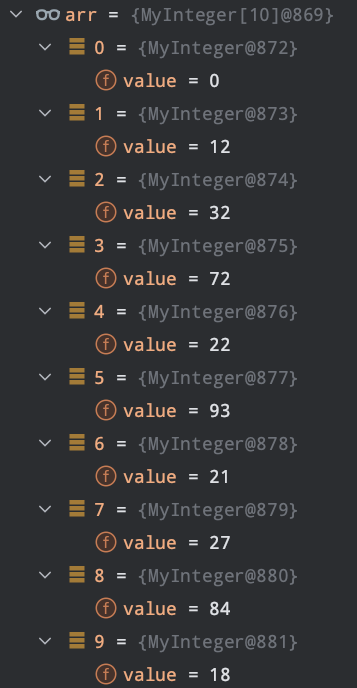 arr = {MyInteger[10]@869}
0 = {MyInteger@872}
f value = 0
1 = {MyInteger@873}
f value = 12
2 = {MyInteger@874}
f value = 32
3 = {MyInteger@875}
f value = 72
4 = {MyInteger@876}
f value = 22
5 = {MyInteger@877}
f value = 93
6 = {MyInteger@878}
f value = 21
7 = {MyInteger@879}
f value = 27
8 = {MyInteger@880}
f value = 84
9 = {MyInteger@881}
f value = 18